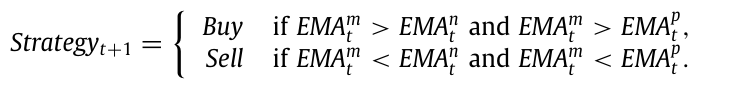 Strategy_{t+1} = { Buy if EMA_t^m > EMA_t^n and EMA_t^m > EMA_t^p,
Sell if EMA_t^m < EMA_t^n and EMA_t^m < EMA_t^p.